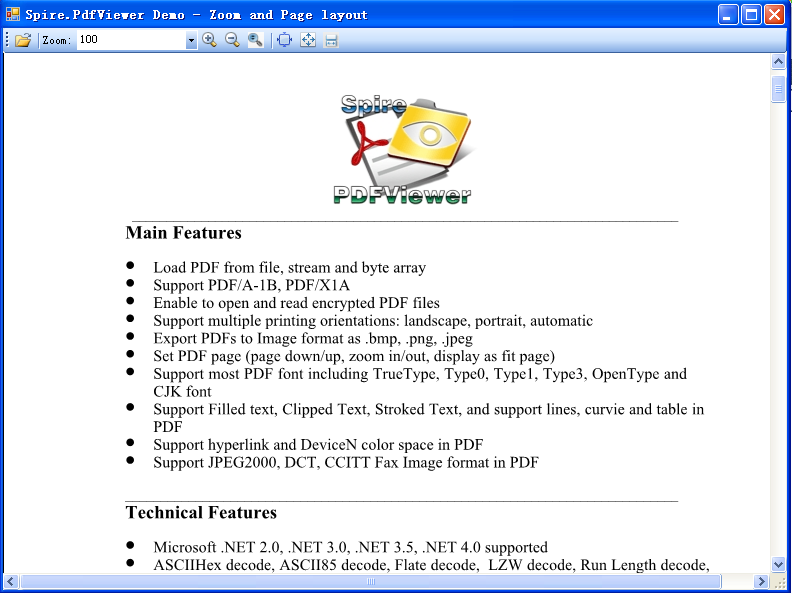 Spire.PdfViewer Demo - Zoom and Page layout
Zoom: 100
Spire
PDFViewer
Main Features
● Load PDF from file, stream and byte array
● Support PDF/A-1B, PDF/X1A
● Enable to open and read encrypted PDF files
● Support multiple printing orientations: landscape, portrait, automatic
● Export PDFs to Image format as .bmp, .png, .jpeg
● Set PDF page (page down/up, zoom in/out, display as fit page)
● Support most PDF font including TrueType, Type0, Type1, Type3, OpenType and
CJK font
● Support Filled text, Clipped Text, Stroked Text, and support lines, curvie and table in
PDF
● Support hyperlink and DeviceN color space in PDF
● Support JPEG2000, DCT, CCITT Fax Image format in PDF
Technical Features
● Microsoft .NET 2.0, .NET 3.0, .NET 3.5, .NET 4.0 supported
● ASCIIHex decode, ASCII85 decode, Flate decode, LZW decode, Run Length decode,